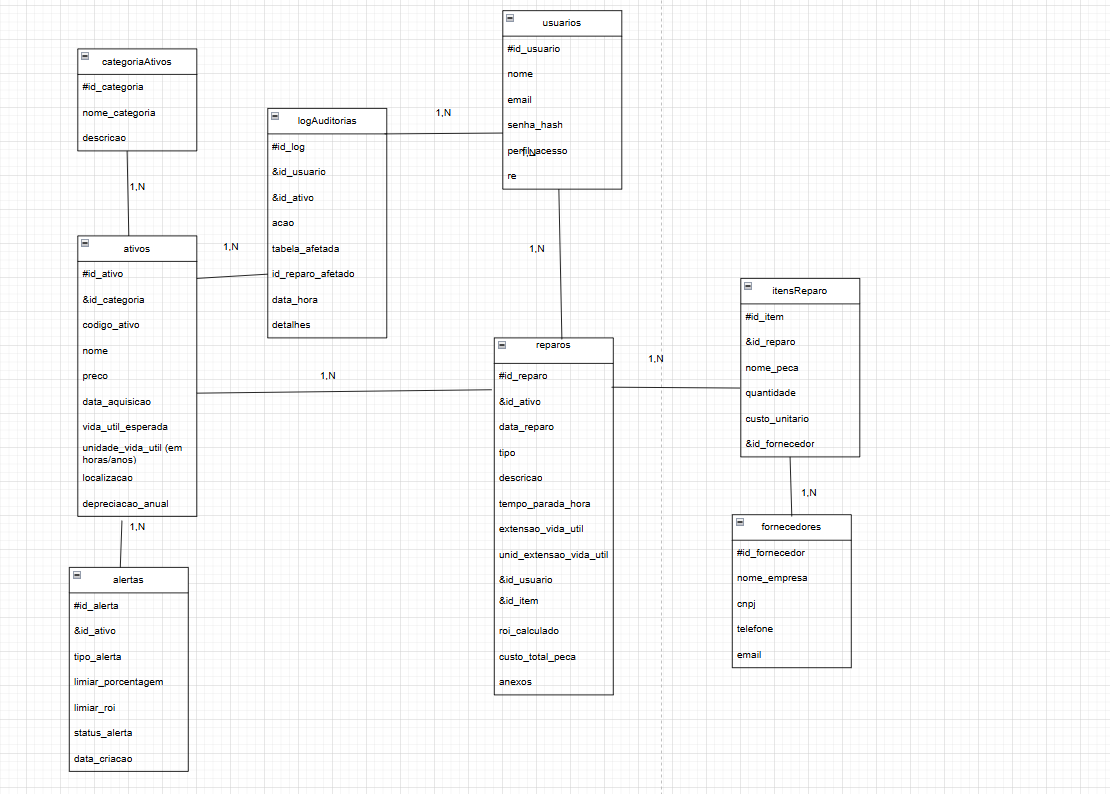 usuarios
#id_usuario
nome
email
senha_hash
perfil_acesso
1,N
re
categoriaAtivos
#id_categoria
nome_categoria
descricao
1,N
logAuditorias
#id_log
&id_usuario
&id_ativo
acao
tabela_afetada
id_reparo_afetado
data_hora
detalhes
1,N
1,N
1,N
ativos
#id_ativo
&id_categoria
codigo_ativo
nome
preco
data_aquisicao
vida_util_esperada
unidade_vida_util (em
horas/anos)
localizacao
depreciacao_anual
1,N
1,N
alertas
#id_alerta
&id_ativo
tipo_alerta
limiar_porcentagem
limiar_roi
status_alerta
data_criacao
reparos
#id_reparo
&id_ativo
data_reparo
tipo
descricao
tempo_parada_hora
extensao_vida_util
unid_extensao_vida_util
&id_usuario
&id_item
roi_calculado
custo_total_peca
anexos
1,N
itensReparo
#id_item
&id_reparo
nome_peca
quantidade
custo_unitario
&id_fornecedor
1,N
fornecedores
#id_fornecedor
nome_empresa
cnpj
telefone
email